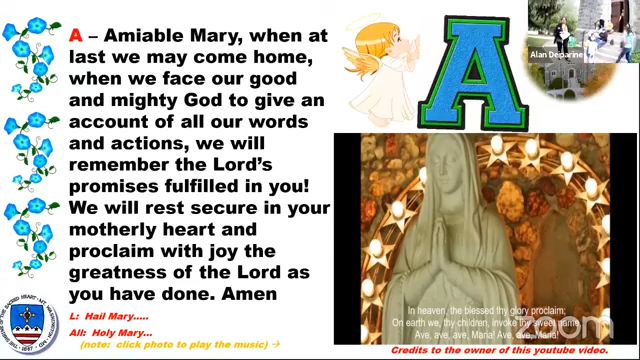 A – Amiable Mary, when at
last we may come home,
when we face our good
and mighty God to give an
account of all our words
and actions, we will
remember the Lord's
promises fulfilled in you!
We will rest secure in your
motherly heart and
proclaim with joy the
greatness of the Lord as
you have done. Amen
L: Hail Mary.....
All: Holy Mary...
(note: click photo to play the music) →
A
Alan Deparine
In heaven, the blessed thy glory proclaim;
On earth we, thy children, invoke thy sweet name.
Ave, ave, ave, Maria! Ave, ave, Maria!
zoom
Credits to the owner of this youtube video.